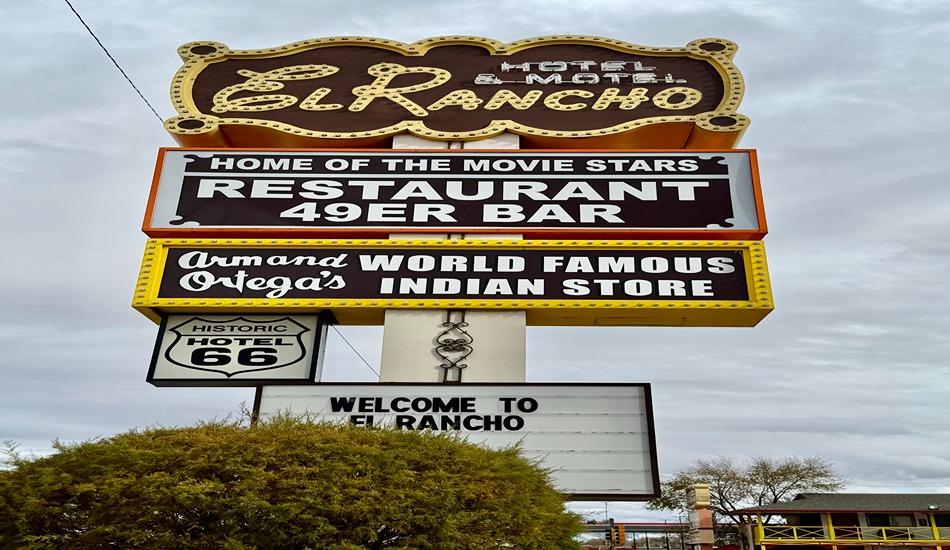 HOTEL
& MOTEL
El Rancho
HOME OF THE MOVIE STARS
RESTAURANT
49ER BAR
Armand
Ortega's
WORLD FAMOUS
INDIAN STORE
HISTORIC
HOTEL
66
WELCOME TO
EL RANCHO